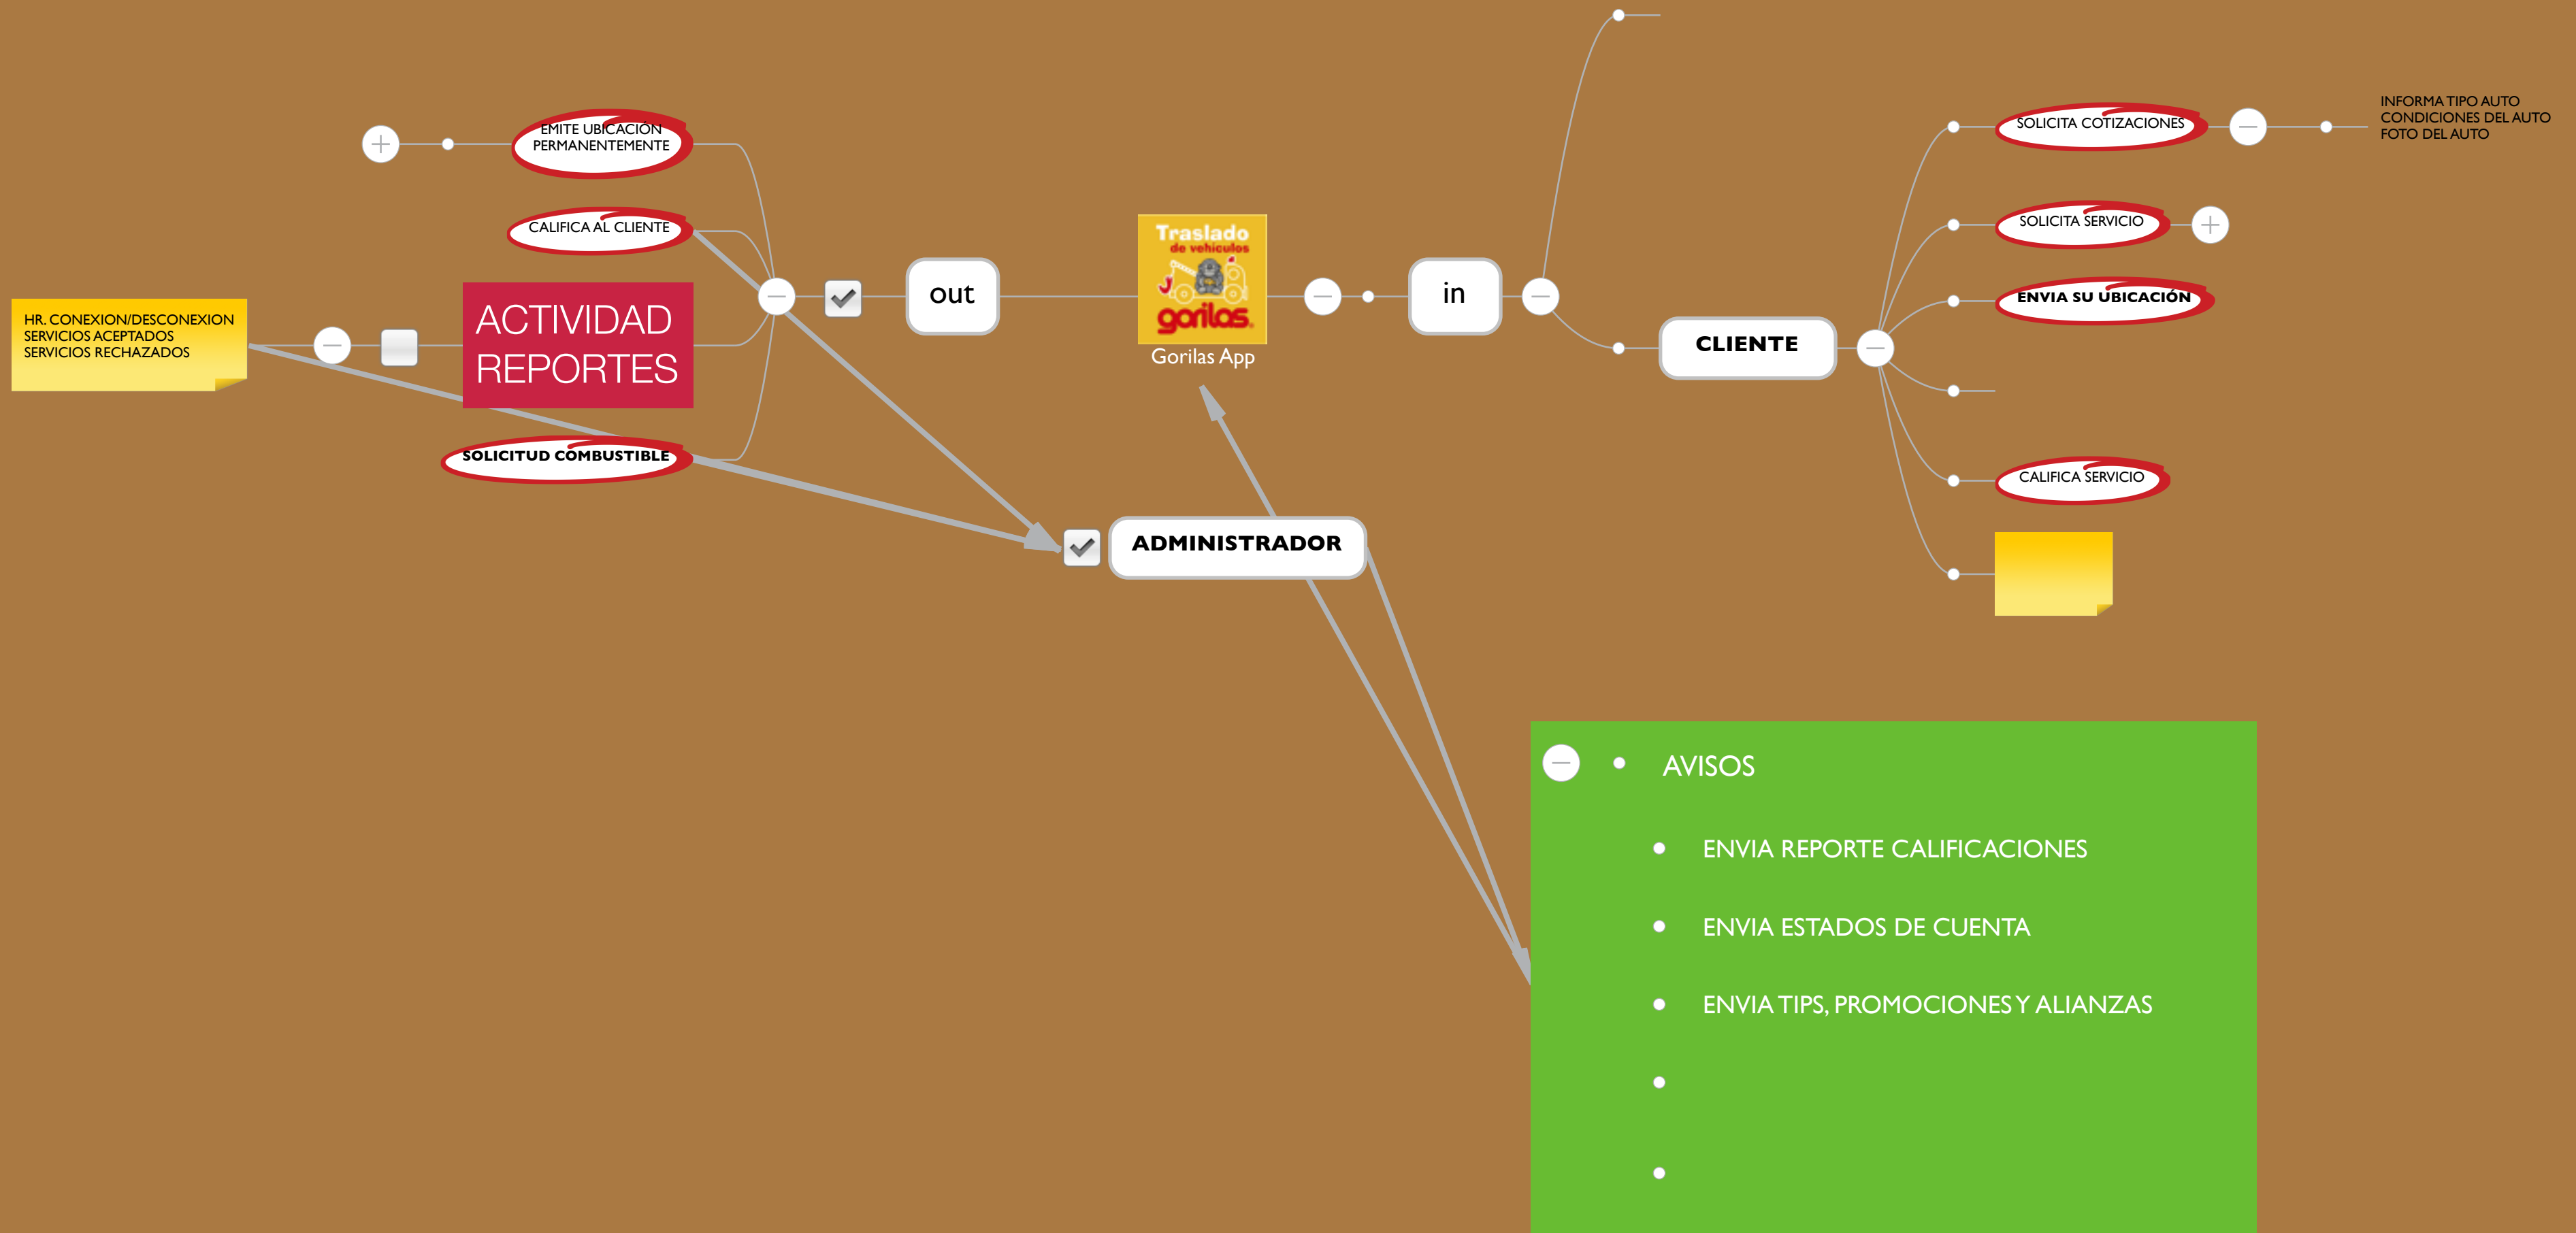 EMITE UBICACIÓN
PERMANENTEMENTE
CALIFICA AL CLIENTE
ACTIVIDAD
REPORTES
HR. CONEXION/DESCONEXION
SERVICIOS ACEPTADOS
SERVICIOS RECHAZADOS
SOLICITUD COMBUSTIBLE
out
Traslado
de vehículos
gorilas
Gorilas App
in
CLIENTE
SOLICITA COTIZACIONES
INFORMA TIPO AUTO
CONDICIONES DEL AUTO
FOTO DEL AUTO
SOLICITA SERVICIO
ENVIA SU UBICACIÓN
CALIFICA SERVICIO
ADMINISTRADOR
AVISOS
ENVIA REPORTE CALIFICACIONES
ENVIA ESTADOS DE CUENTA
ENVIA TIPS, PROMOCIONES Y ALIANZAS